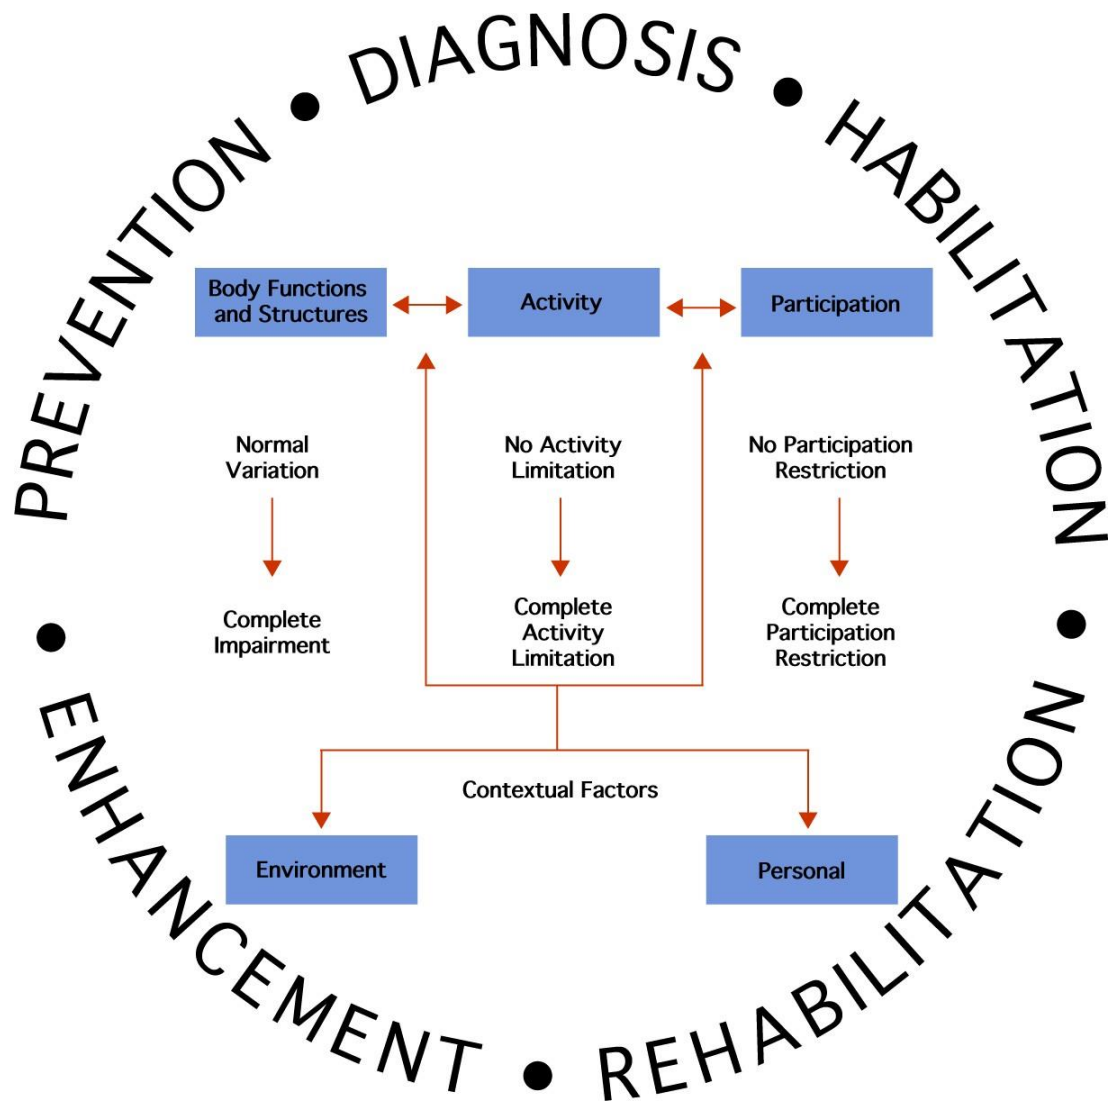 PREVENTION • DIAGNOSIS • HABILITATION • REHABILITATION • ENHANCEMENT •
Body Functions
and Structures
Activity
Participation
Normal
Variation
No Activity
Limitation
No Participation
Restriction
Complete
Impairment
Complete
Activity
Limitation
Complete
Participation
Restriction
Contextual Factors
Environment
Personal